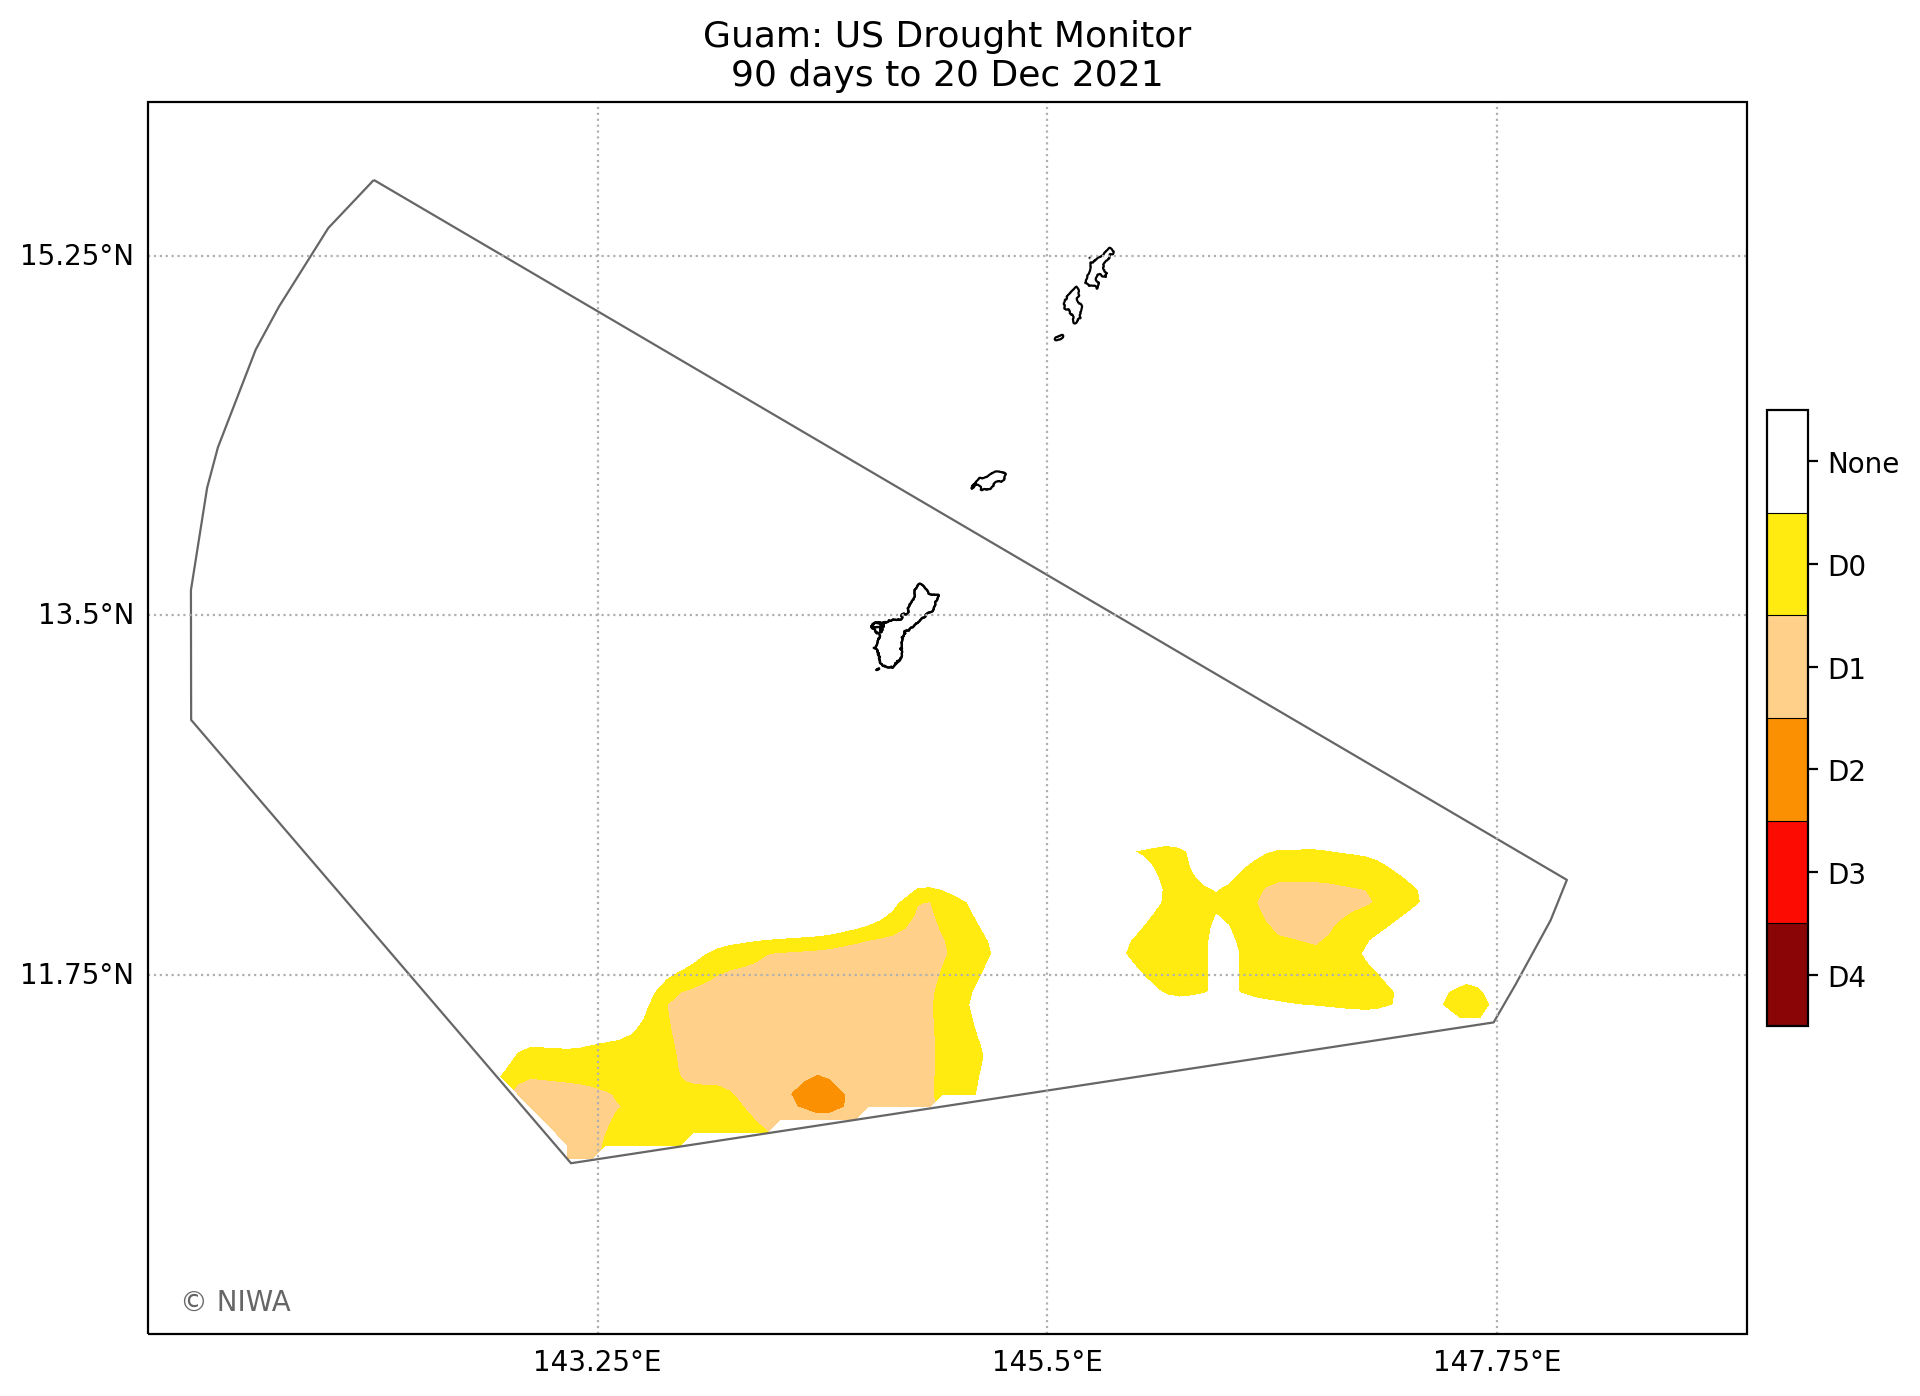 Guam: US Drought Monitor
90 days to 20 Dec 2021
15.25°N
13.5°N
11.75°N
143.25°E
145.5°E
147.75°E
None
D0
D1
D2
D3
D4
© NIWA